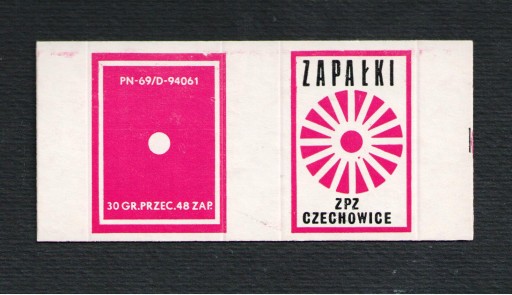 PN-69/D-94061
30 GR. PRZEC. 48 ZAP.
ZAPAŁKI
ZPZ
CZECHOWICE